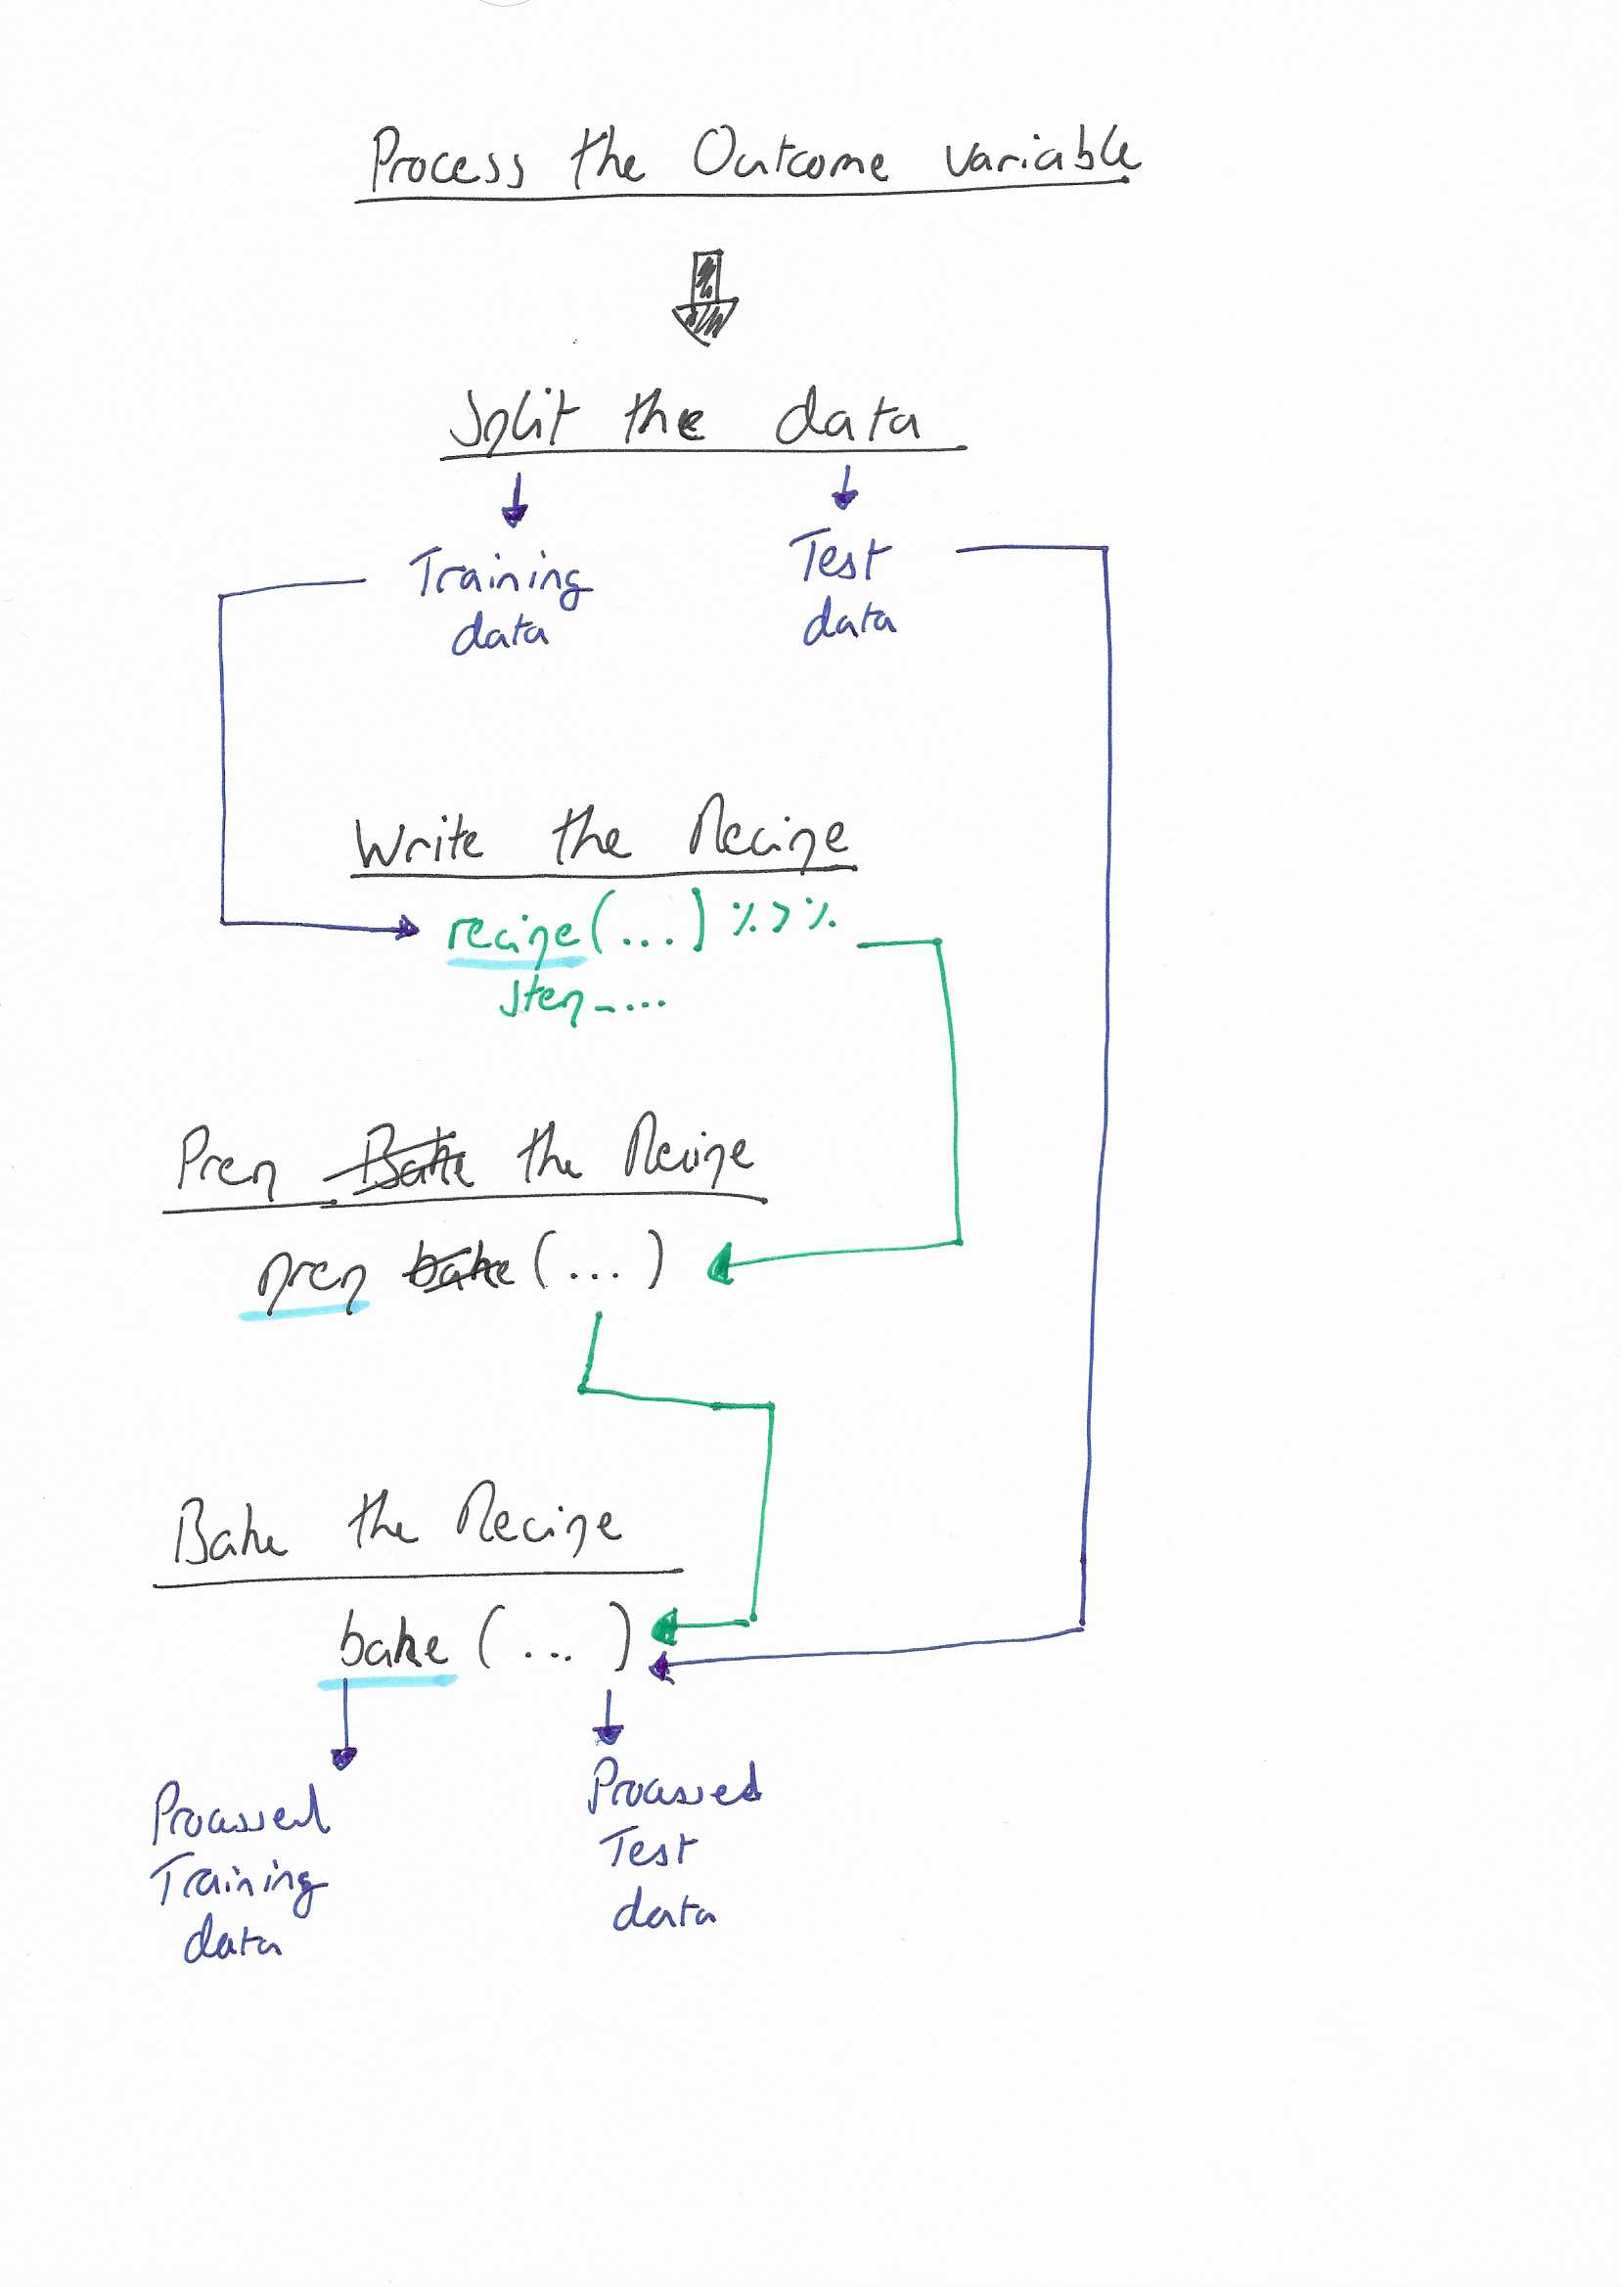 Process the Outcome variable
Split the data
Training
data
Test
data
Write the Recipe
recipe (...) %>%
step_....
Prep Bake the Recipe
prep bake (...)
Bake the Recipe
bake (...)
Processed
Training
data
Processed
Test
data